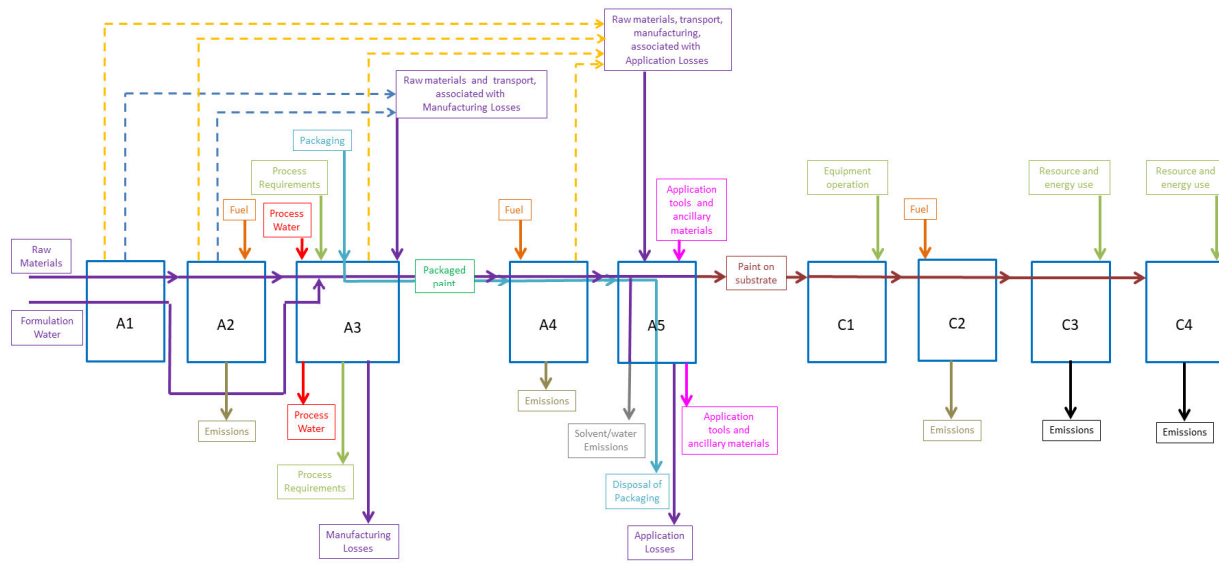 Raw materials, transport,
manufacturing,
associated with
Application Losses
Raw materials and transport,
associated with
Manufacturing Losses
Packaging
Process
Requirements
Equipment
operation
Resource and
energy use
Resource and
energy use
Application
tools and
ancillary
materials
Fuel
Process
Water
Fuel
Fuel
Raw
Materials
Packaged
paint
Paint on
substrate
Formulation
Water
A1
A2
A3
A4
A5
C1
C2
C3
C4
Emissions
Process
Water
Emissions
Solvent/water
Emissions
Application
tools and
ancillary materials
Emissions
Emissions
Emissions
Process
Requirements
Disposal of
Packaging
Manufacturing
Losses
Application
Losses